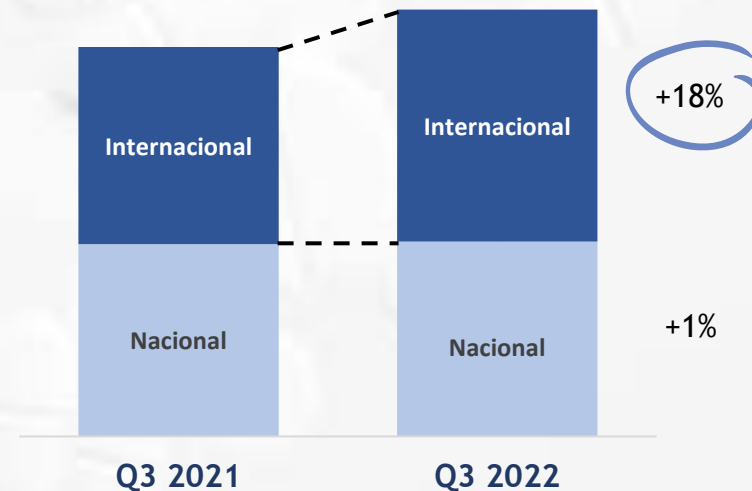 Internacional
Internacional
+18%
Nacional
Nacional
+1%
Q3 2021
Q3 2022